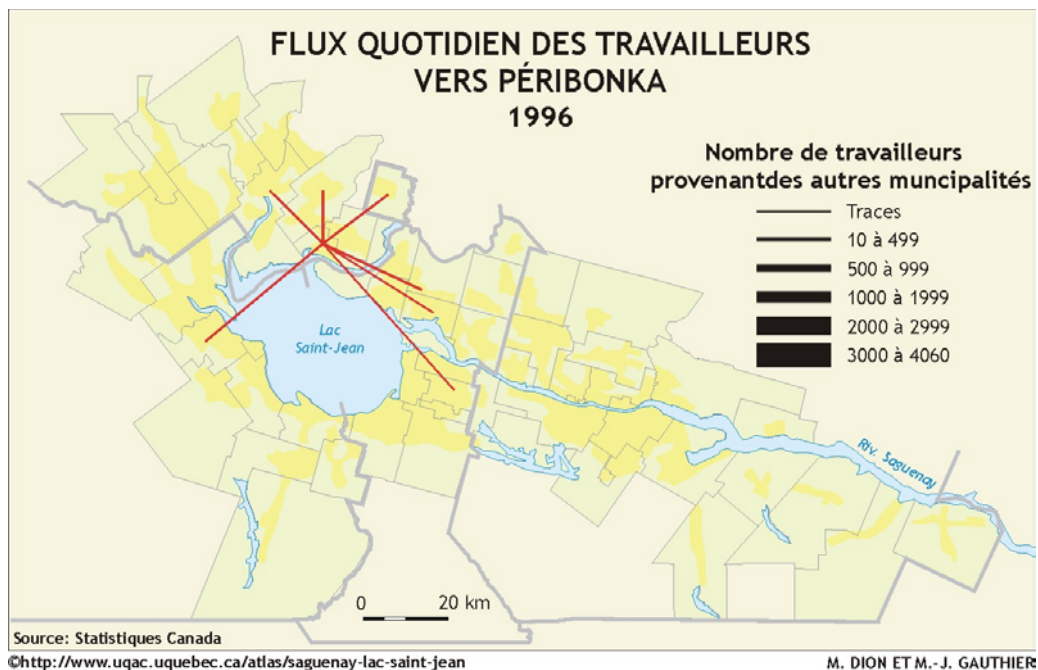 FLUX QUOTIDIEN DES TRAVAILLEURS
VERS PÉRIBONKA
1996
Nombre de travailleurs
provenantdes autres muncipalités
Traces
10 à 499
500 à 999
1000 à 1999
2000 à 2999
3000 à 4060
Lac
Saint-Jean
Riv. Saguenay
0 20 km
Source: Statistiques Canada
©http://www.uqac.uquebec.ca/atlas/saguenay-lac-saint-jean
M. DION ET M.-J. GAUTHIER